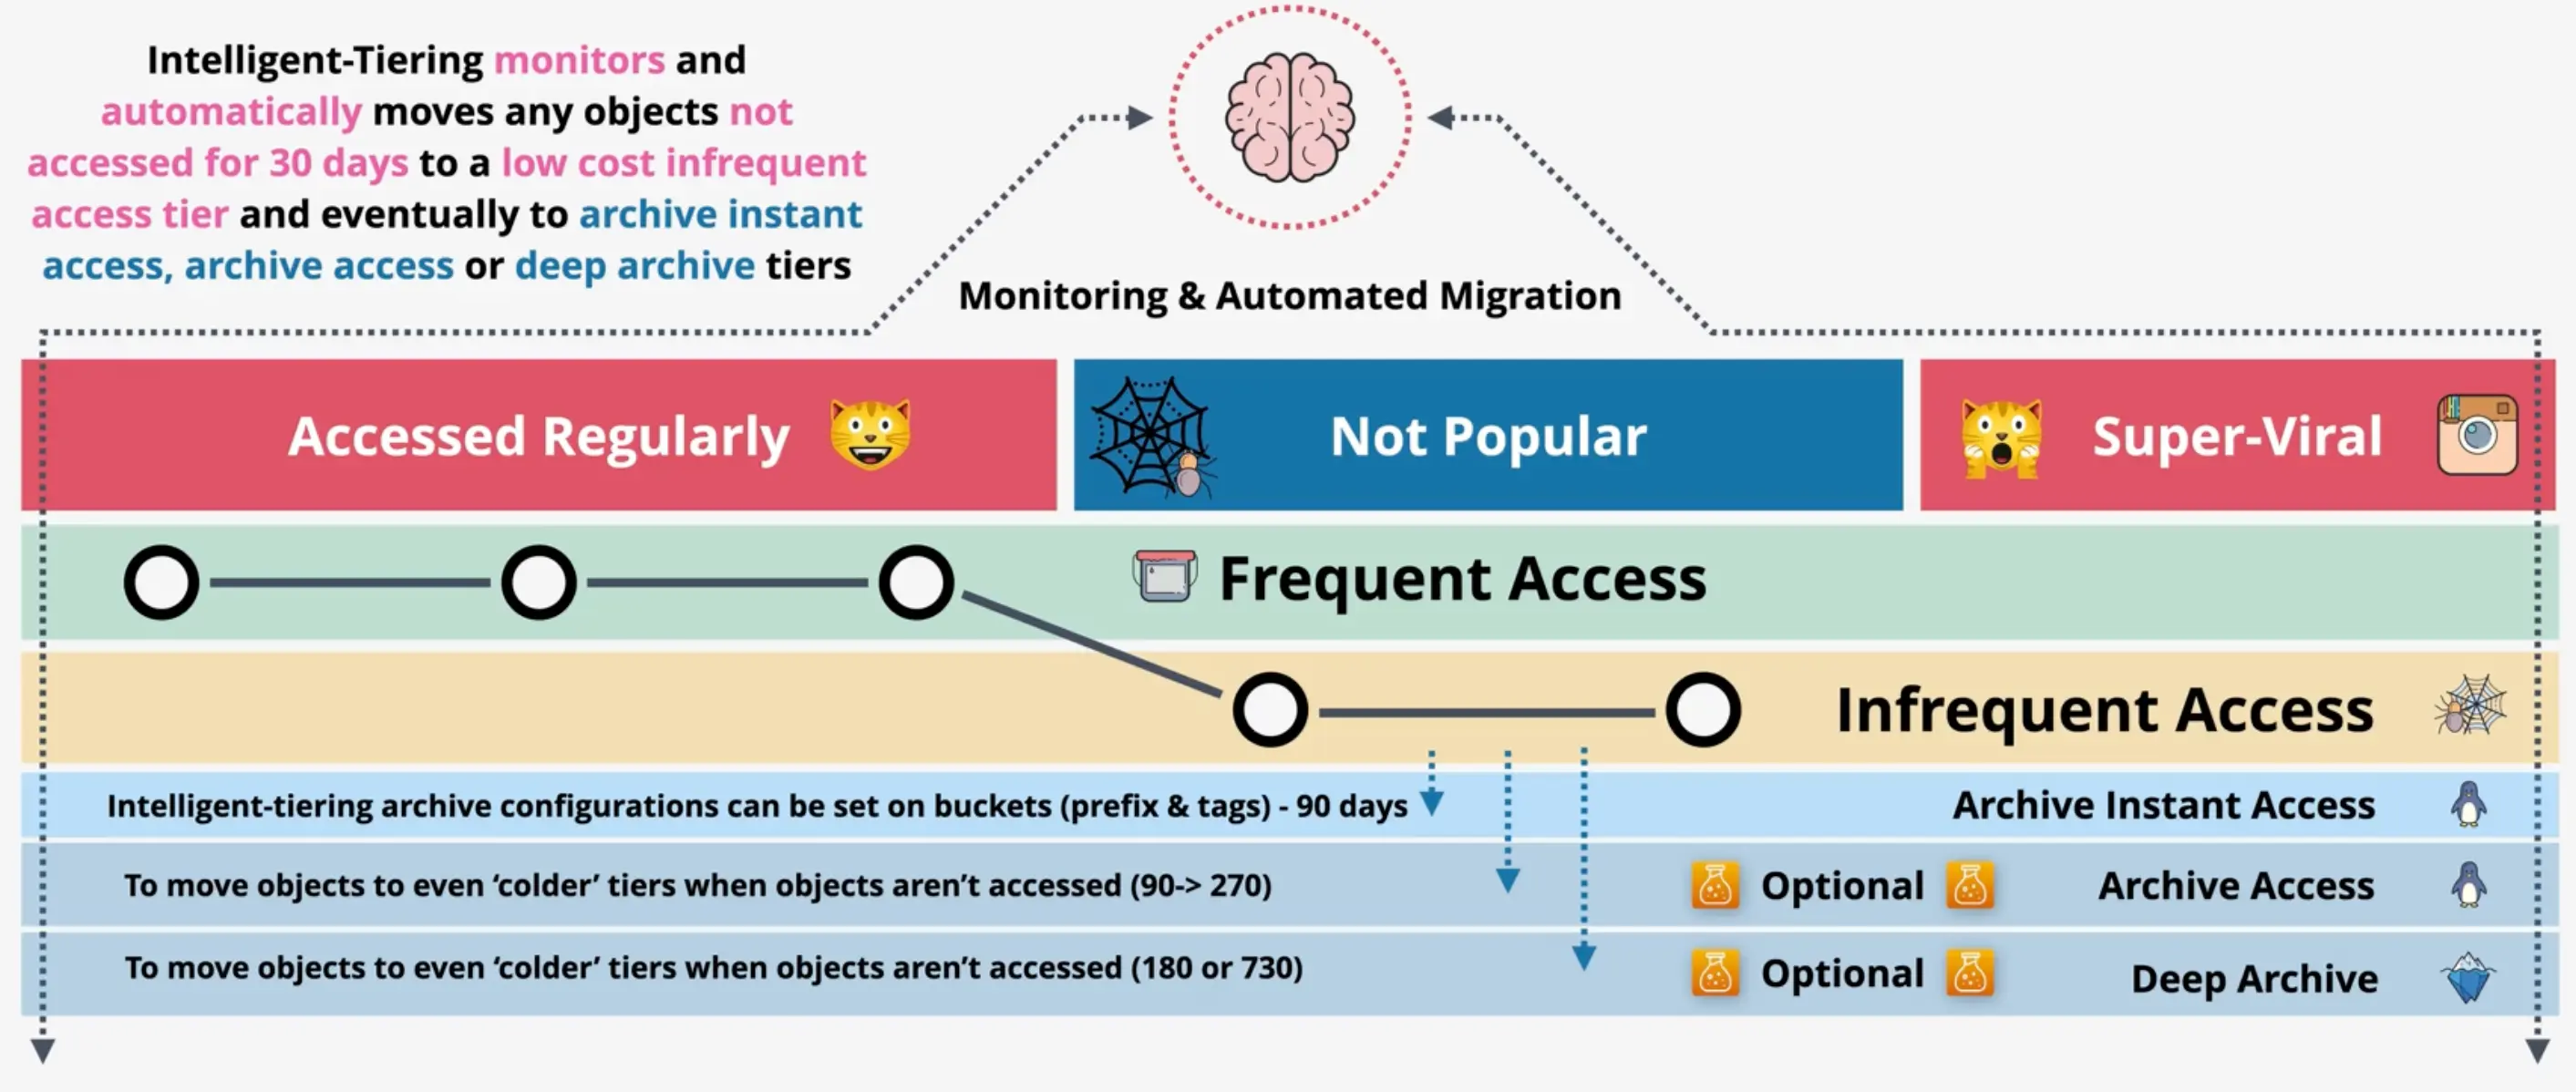 Intelligent-Tiering monitors and
automatically moves any objects not
accessed for 30 days to a low cost infrequent
access tier and eventually to archive instant
access, archive access or deep archive tiers
Monitoring & Automated Migration
Accessed Regularly
Not Popular
Super-Viral
Frequent Access
Infrequent Access
Intelligent-tiering archive configurations can be set on buckets (prefix & tags) - 90 days
Archive Instant Access
To move objects to even ‘colder’ tiers when objects aren’t accessed (90-> 270)
Optional
Archive Access
To move objects to even ‘colder’ tiers when objects aren’t accessed (180 or 730)
Optional
Deep Archive